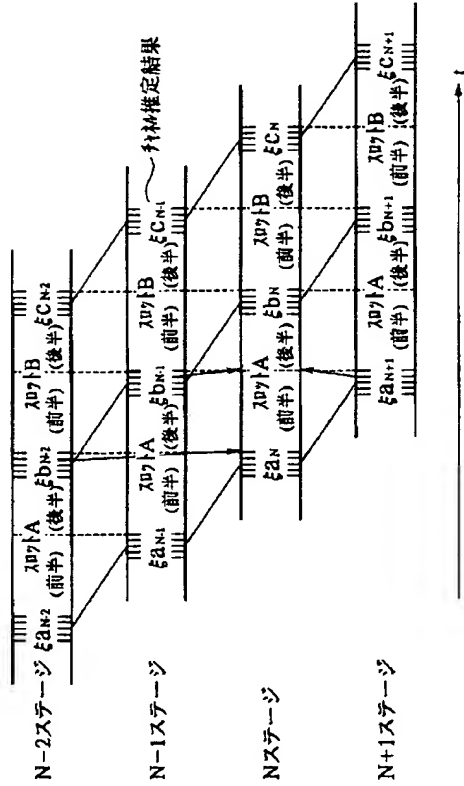 チャネル推定結果
N-2ステージ
ξaN-2
スロットA
(前半)
(後半)
ξbN-2
スロットB
(前半)
(後半)
ξCN-2
N-1ステージ
ξaN-1
スロットA
(前半)
(後半)
ξbN-1
スロットB
(前半)
(後半)
ξCN-1
Nステージ
ξaN
スロットA
(前半)
(後半)
ξbN
スロットB
(前半)
(後半)
ξCN
N+1ステージ
ξaN+1
スロットA
(前半)
(後半)
ξbN+1
スロットB
(前半)
(後半)
ξCN+1
t